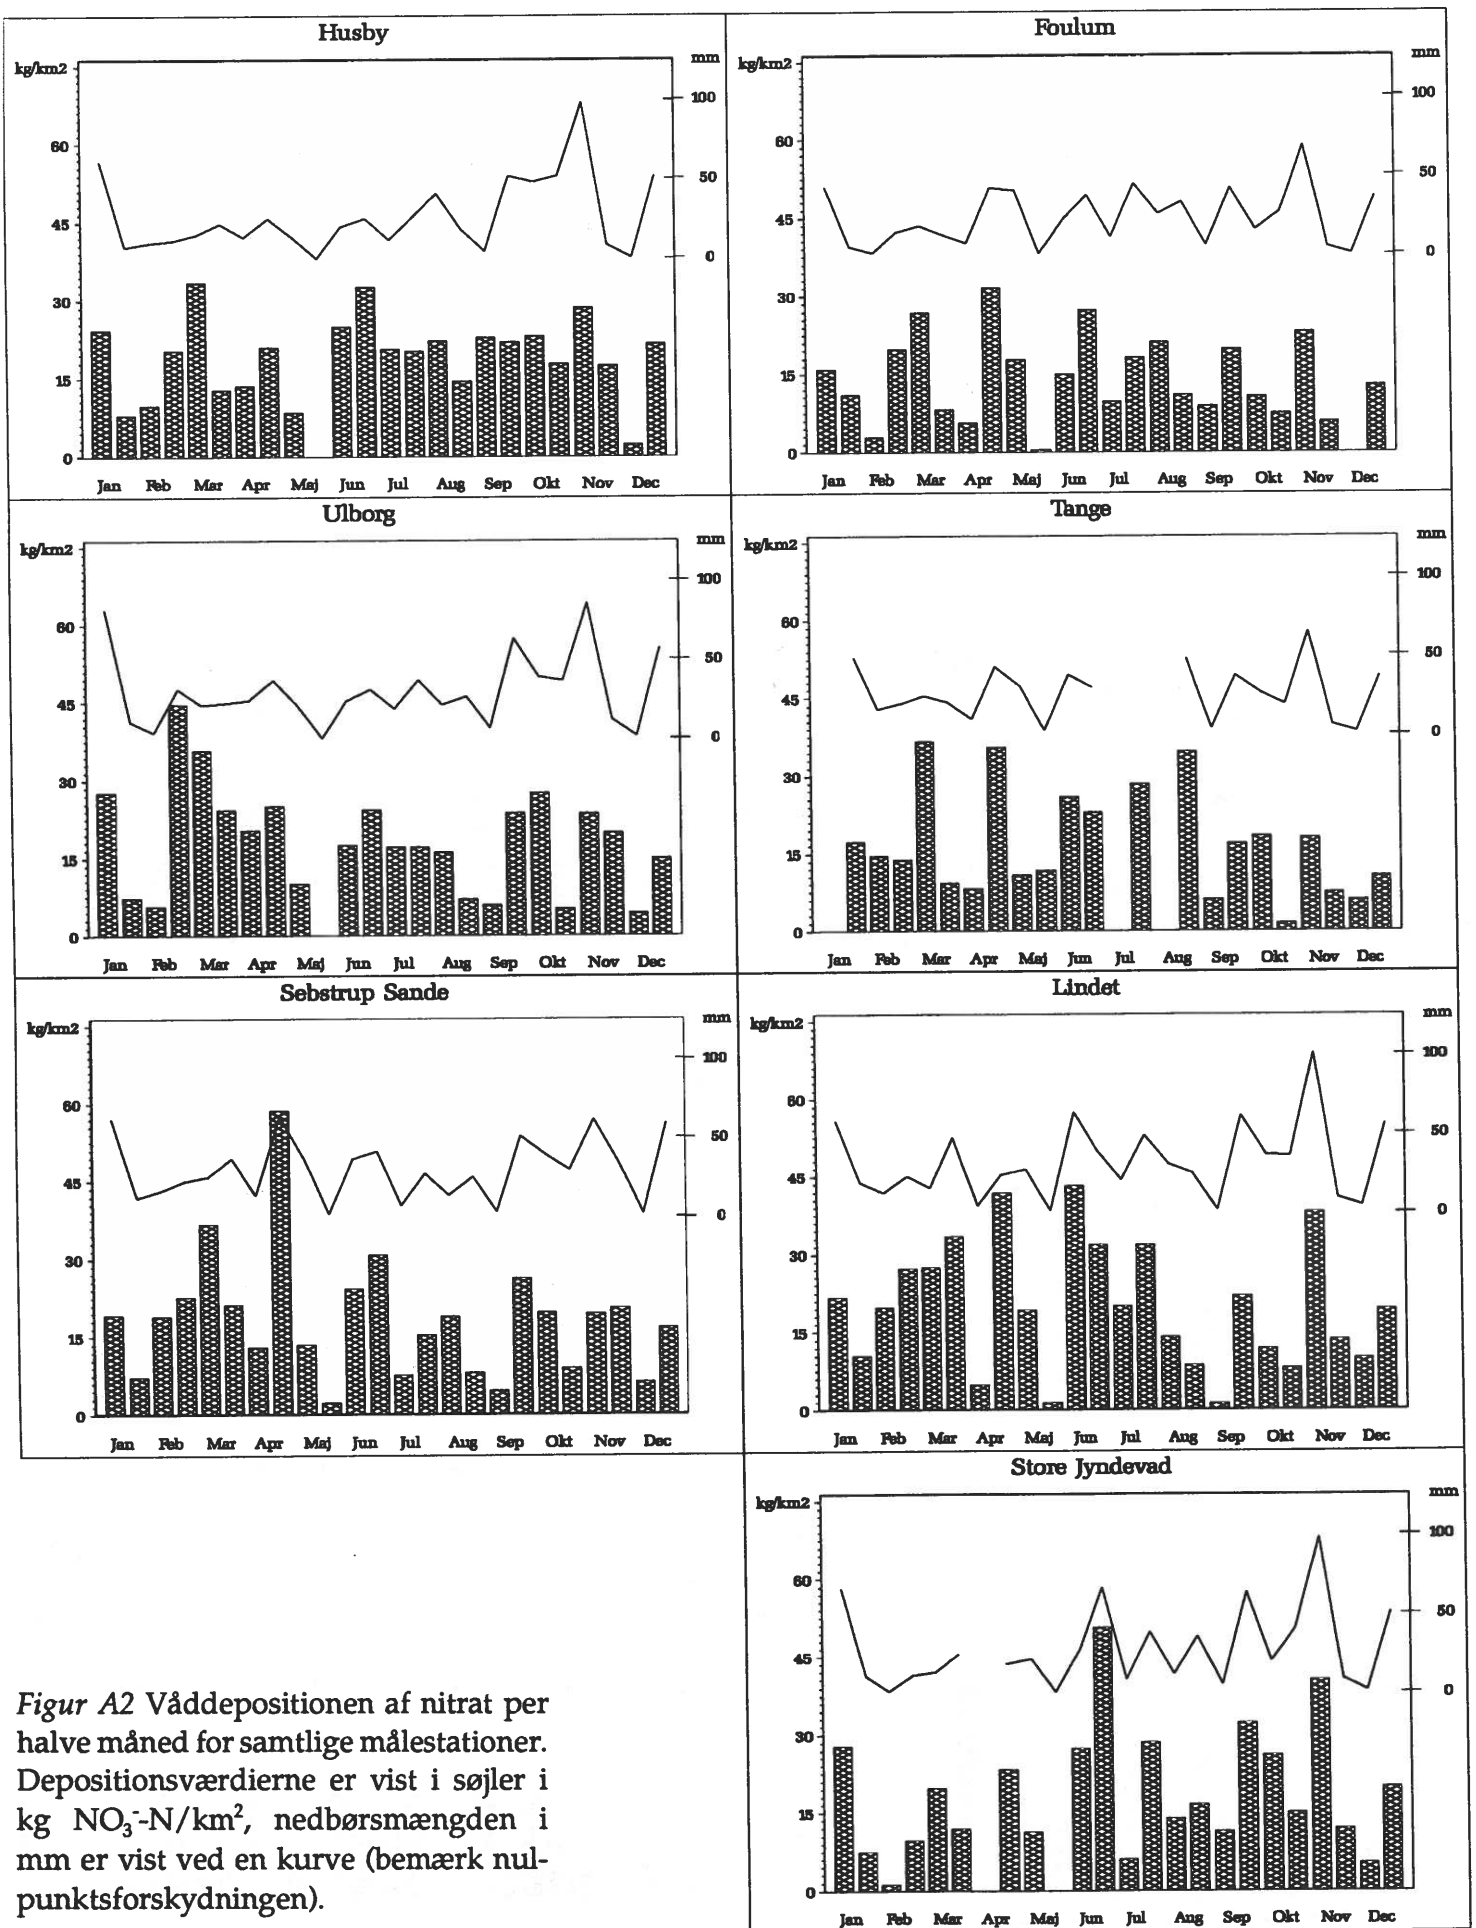 Husby
kg/km2
mm
100
60
50
45
0
30
15
0
Jan Feb Mar Apr Maj Jun Jul Aug Sep Okt Nov Dec
Foulum
kg/km2
mm
100
60
50
45
0
30
15
0
Jan Feb Mar Apr Maj Jun Jul Aug Sep Okt Nov Dec
Ulborg
kg/km2
mm
100
60
50
45
0
30
15
0
Jan Feb Mar Apr Maj Jun Jul Aug Sep Okt Nov Dec
Tange
kg/km2
mm
100
60
50
45
0
30
15
0
Jan Feb Mar Apr Maj Jun Jul Aug Sep Okt Nov Dec
Sebstrup Sande
kg/km2
mm
100
60
50
45
0
30
15
0
Jan Feb Mar Apr Maj Jun Jul Aug Sep Okt Nov Dec
Lindet
kg/km2
mm
100
60
50
45
0
30
15
0
Jan Feb Mar Apr Maj Jun Jul Aug Sep Okt Nov Dec
Store Jyndevad
kg/km2
mm
100
60
50
45
0
30
15
0
Jan Feb Mar Apr Maj Jun Jul Aug Sep Okt Nov Dec
Figur A2 Våddepositionen af nitrat per
halve måned for samtlige målestationer.
Depositionsværdierne er vist i søjler i
kg NO₃⁻-N/km², nedbørsmængden i
mm er vist ved en kurve (bemærk nul-
punktsforskydningen).